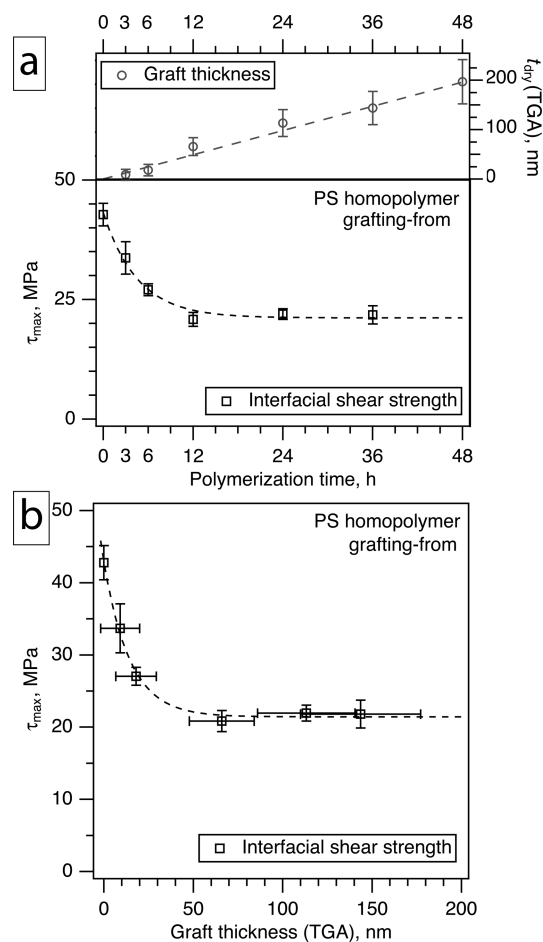 0 3 6 12 24 36 48
a
Graft thickness
200
100
0
t_dry (TGA), nm
50
25
0
τ_max, MPa
PS homopolymer
grafting-from
Interfacial shear strength
0 3 6 12 24 36 48
Polymerization time, h
b
50
40
30
20
10
0
τ_max, MPa
PS homopolymer
grafting-from
Interfacial shear strength
0 50 100 150 200
Graft thickness (TGA), nm